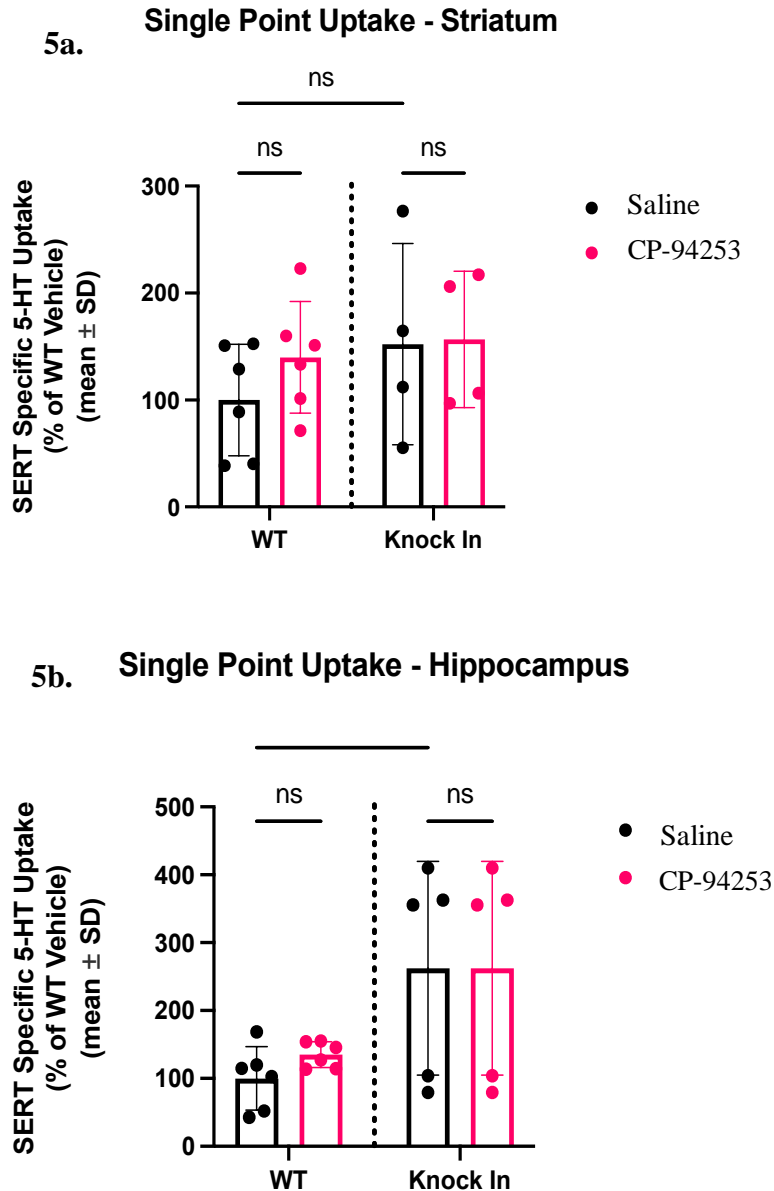 5a.
Single Point Uptake - Striatum
ns
ns
ns
SERT Specific 5-HT Uptake
(% of WT Vehicle)
(mean ± SD)
300
200
100
0
WT
Knock In
Saline
CP-94253
5b.
Single Point Uptake - Hippocampus
ns
ns
SERT Specific 5-HT Uptake
(% of WT Vehicle)
(mean ± SD)
500
400
300
200
100
0
WT
Knock In
Saline
CP-94253